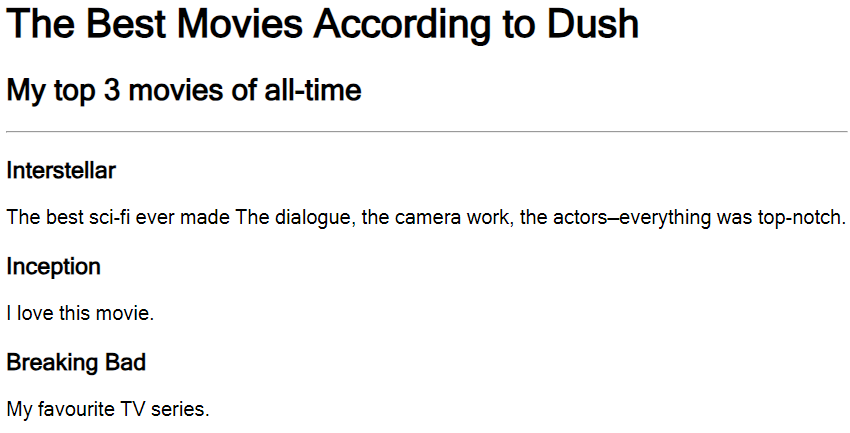 The Best Movies According to Dush
My top 3 movies of all-time
Interstellar
The best sci-fi ever made The dialogue, the camera work, the actors—everything was top-notch.
Inception
I love this movie.
Breaking Bad
My favourite TV series.